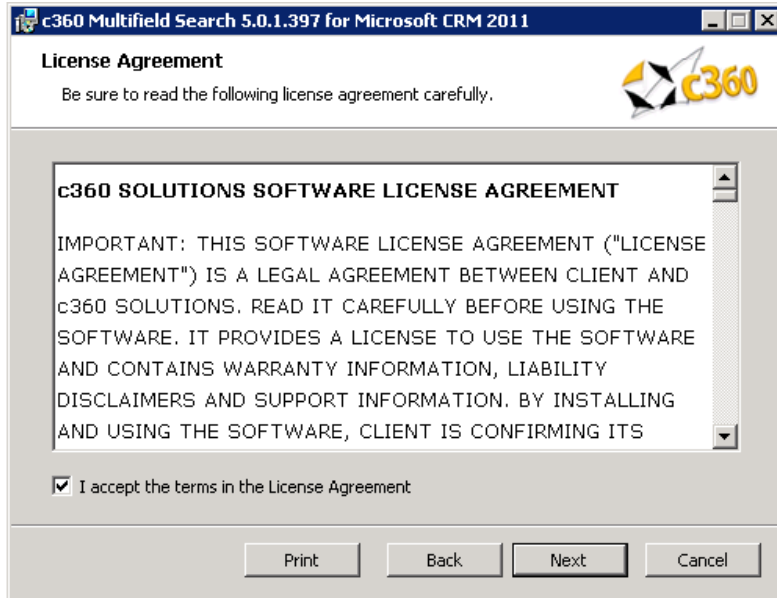 c360 Multifield Search 5.0.1.397 for Microsoft CRM 2011
License Agreement
Be sure to read the following license agreement carefully.
c360
c360 SOLUTIONS SOFTWARE LICENSE AGREEMENT
IMPORTANT: THIS SOFTWARE LICENSE AGREEMENT ("LICENSE
AGREEMENT") IS A LEGAL AGREEMENT BETWEEN CLIENT AND
c360 SOLUTIONS. READ IT CAREFULLY BEFORE USING THE
SOFTWARE. IT PROVIDES A LICENSE TO USE THE SOFTWARE
AND CONTAINS WARRANTY INFORMATION, LIABILITY
DISCLAIMERS AND SUPPORT INFORMATION. BY INSTALLING
AND USING THE SOFTWARE, CLIENT IS CONFIRMING ITS
I accept the terms in the License Agreement
Print Back Next Cancel